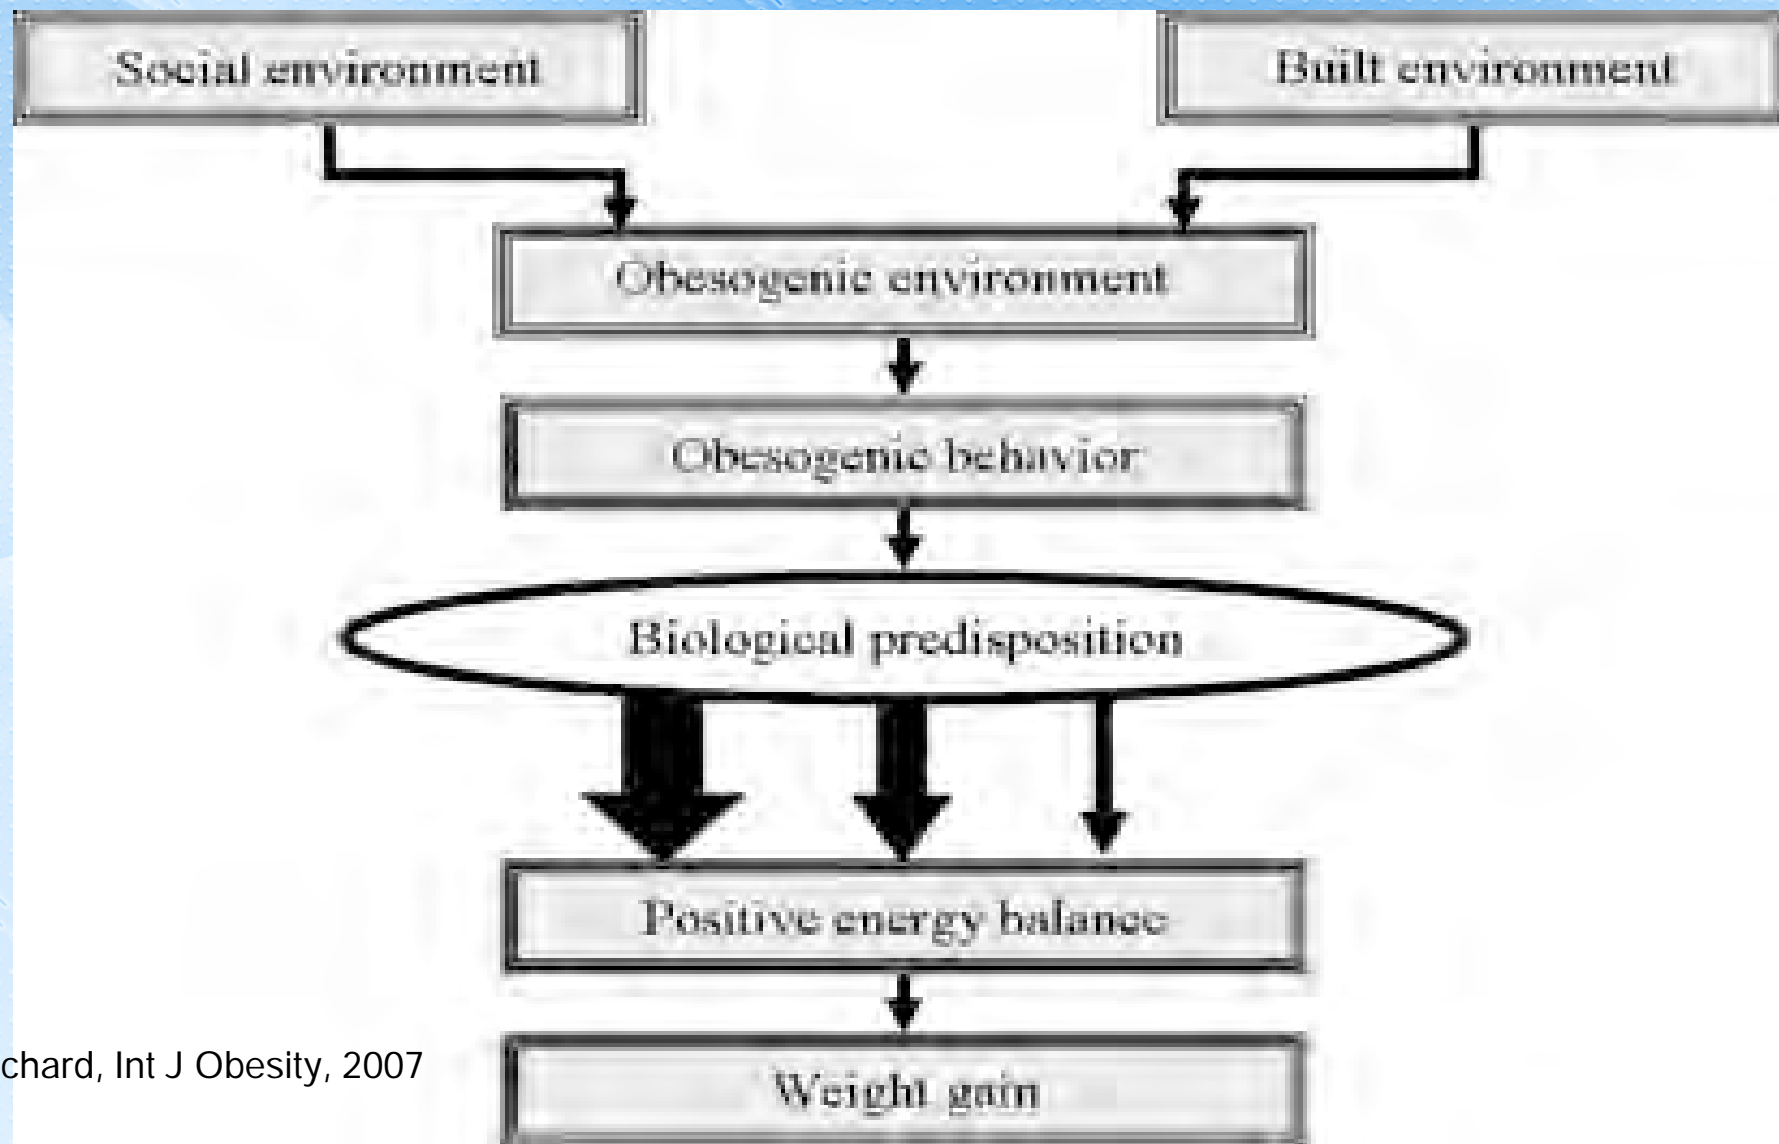 Social environment
Built environment
Obesogenic environment
Obesogenic behavior
Biological predisposition
Positive energy balance
Weight gain
chard, Int J Obesity, 2007